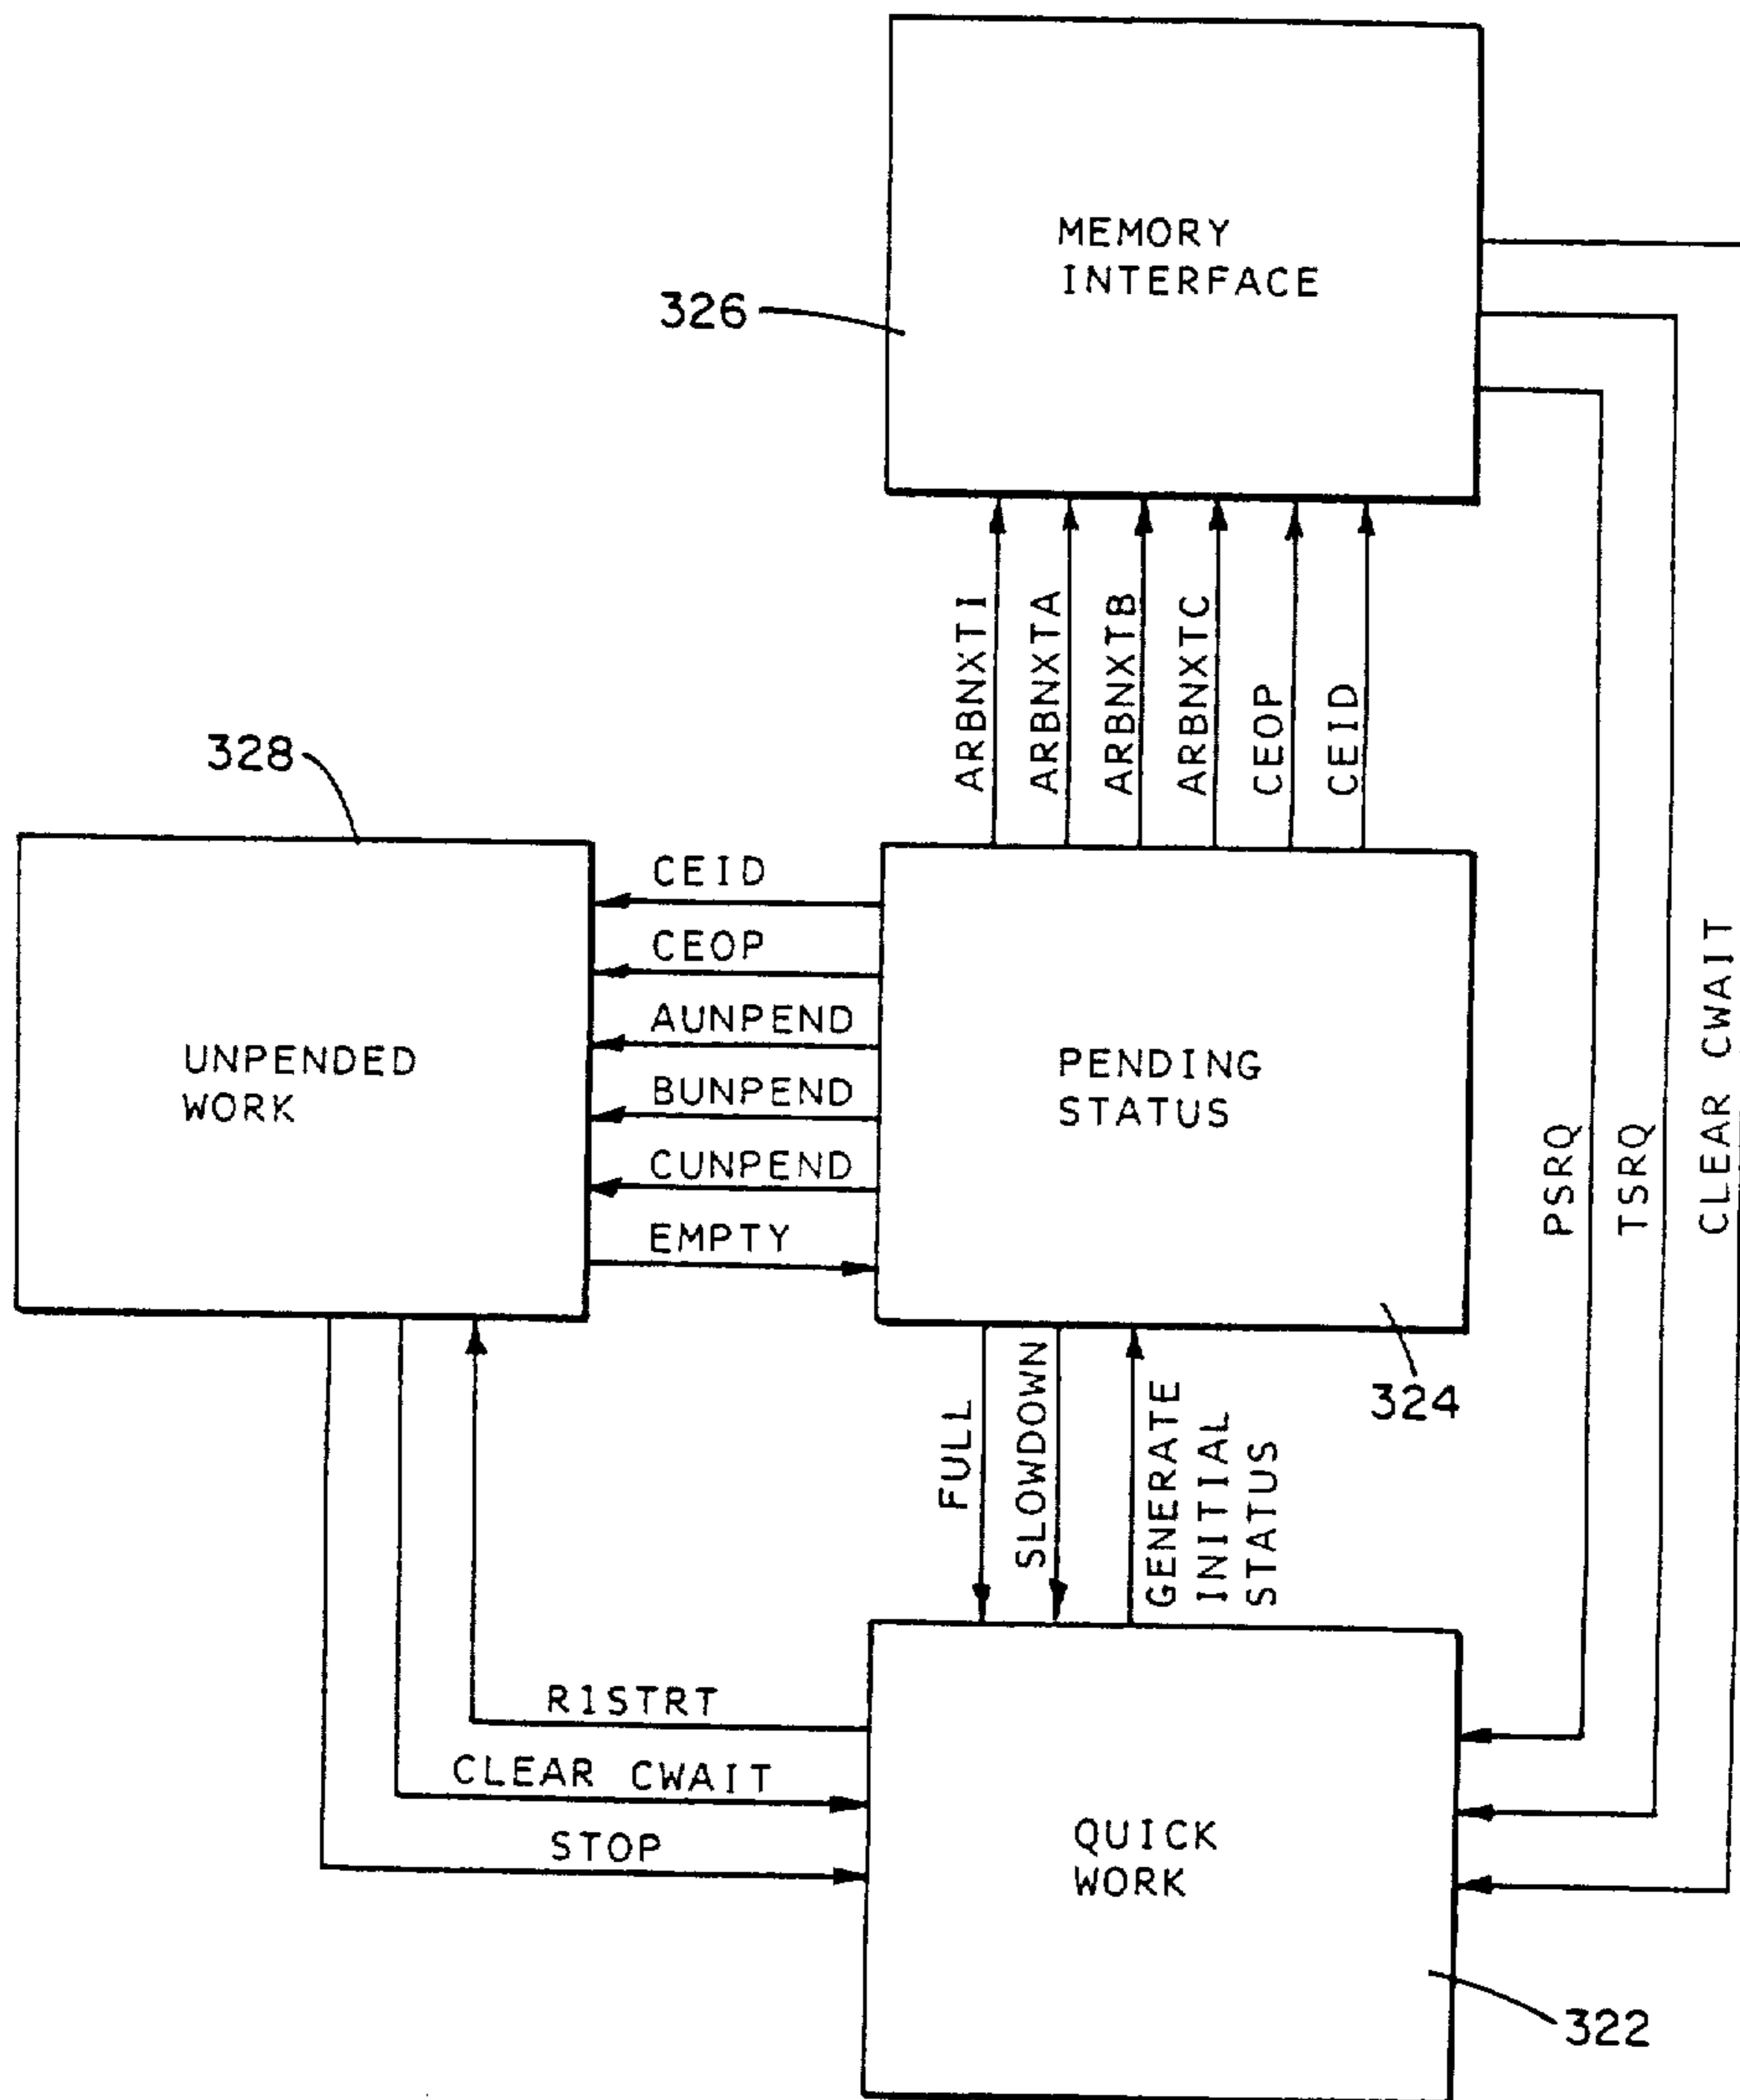 MEMORY
INTERFACE
326
ARBNXTI
ARBNXTA
ARBNXTB
ARBNXTC
CEOP
CEID
328
CEID
CEOP
AUNPEND
BUNPEND
CUNPEND
EMPTY
UNPENDED
WORK
PENDING
STATUS
324
PSRQ
TSRQ
CLEAR CWAIT
FULL
SLOWDOWN
GENERATE
INITIAL
STATUS
R1STRT
CLEAR CWAIT
STOP
QUICK
WORK
322